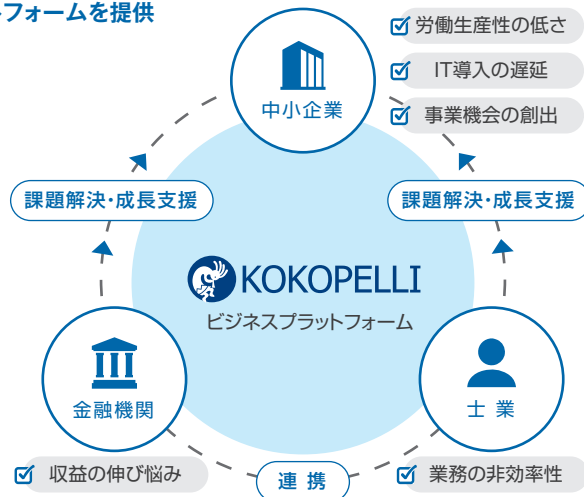 フォームを提供
労働生産性の低さ
IT導入の遅延
事業機会の創出
中小企業
課題解決・成長支援
課題解決・成長支援
KOKOPELLI
ビジネスプラットフォーム
金融機関
士 業
収益の伸び悩み
連 携
業務の非効率性